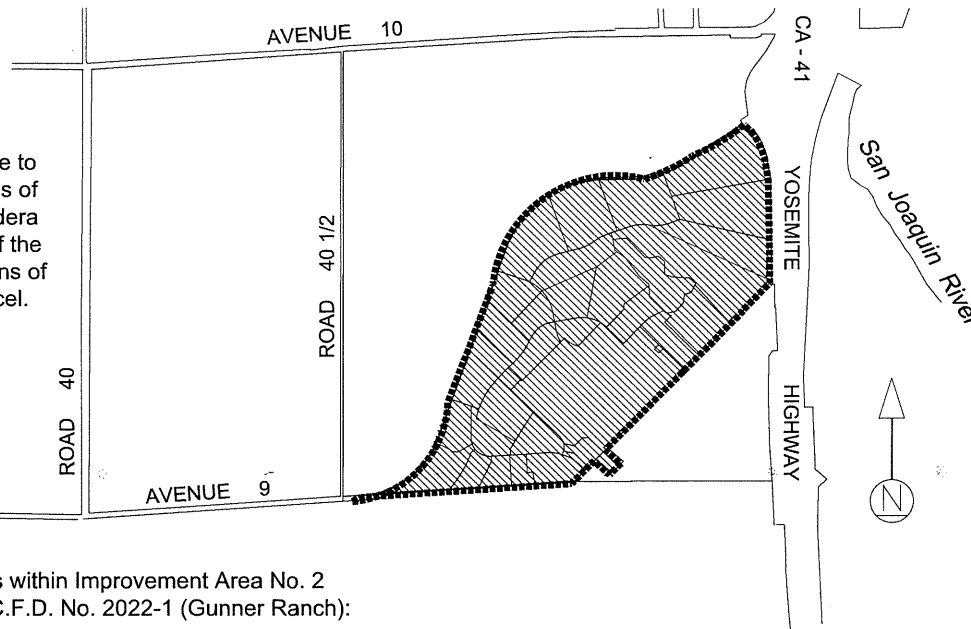 AVENUE 10
CA - 41
e to
s of
dera
f the
ns of
cel.
San Joaquin River
YOSEMITE
ROAD 40 1/2
ROAD 40
HIGHWAY
AVENUE 9
N
s within Improvement Area No. 2
C.F.D. No. 2022-1 (Gunner Ranch):